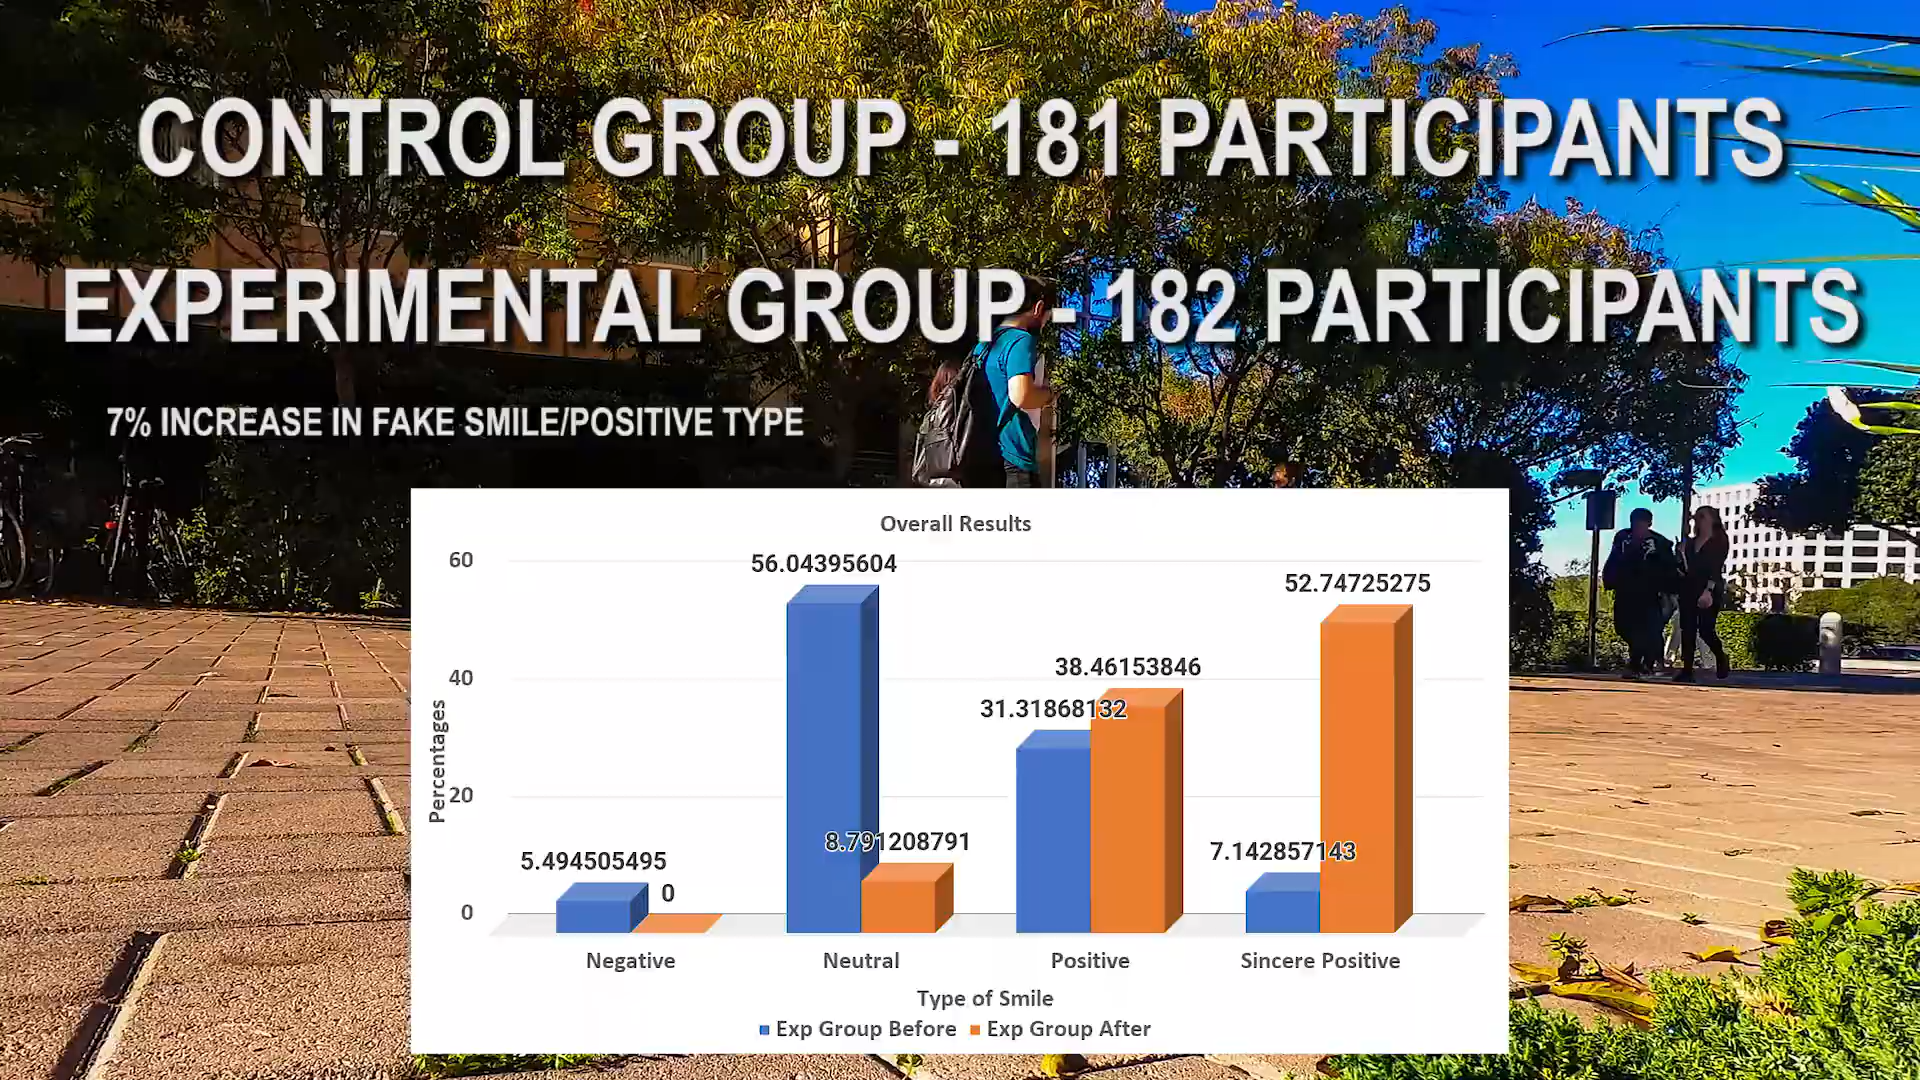 CONTROL GROUP - 181 PARTICIPANTS
EXPERIMENTAL GROUP - 182 PARTICIPANTS
7% INCREASE IN FAKE SMILE/POSITIVE TYPE
Overall Results
60
40
20
0
Percentages
5.494505495
0
56.04395604
8.791208791
31.31868132
38.46153846
7.142857143
52.74725275
Negative
Neutral
Positive
Sincere Positive
Type of Smile
Exp Group Before
Exp Group After